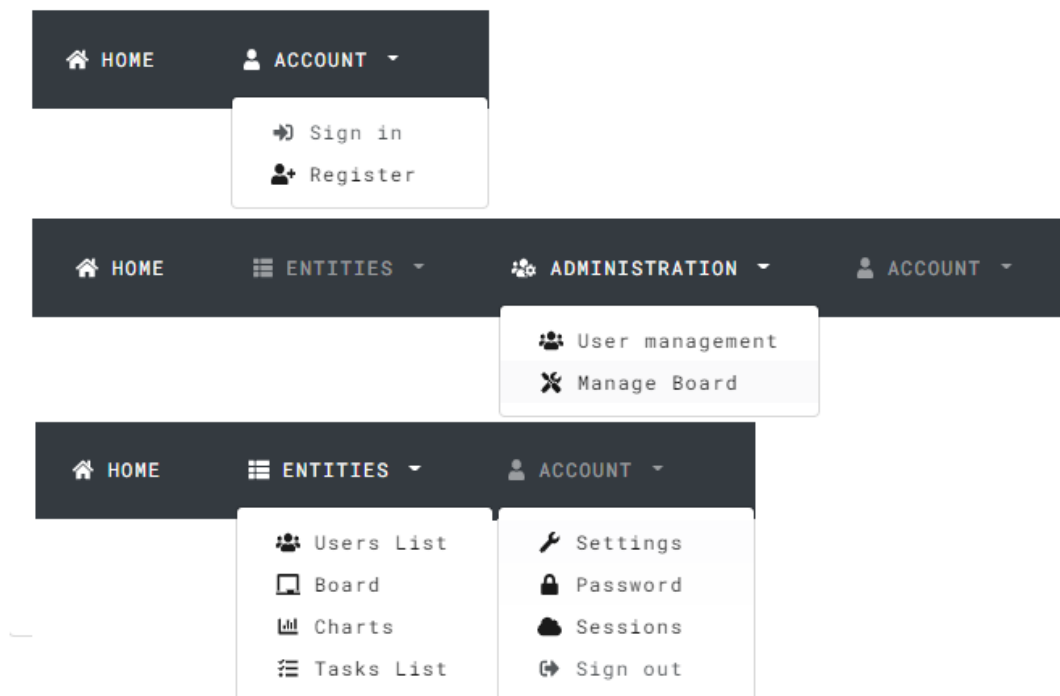 HOME ACCOUNT
Sign in
Register
HOME ENTITIES ADMINISTRATION ACCOUNT
User management
Manage Board
HOME ENTITIES ACCOUNT
Users List Settings
Board Password
Charts Sessions
Tasks List Sign out